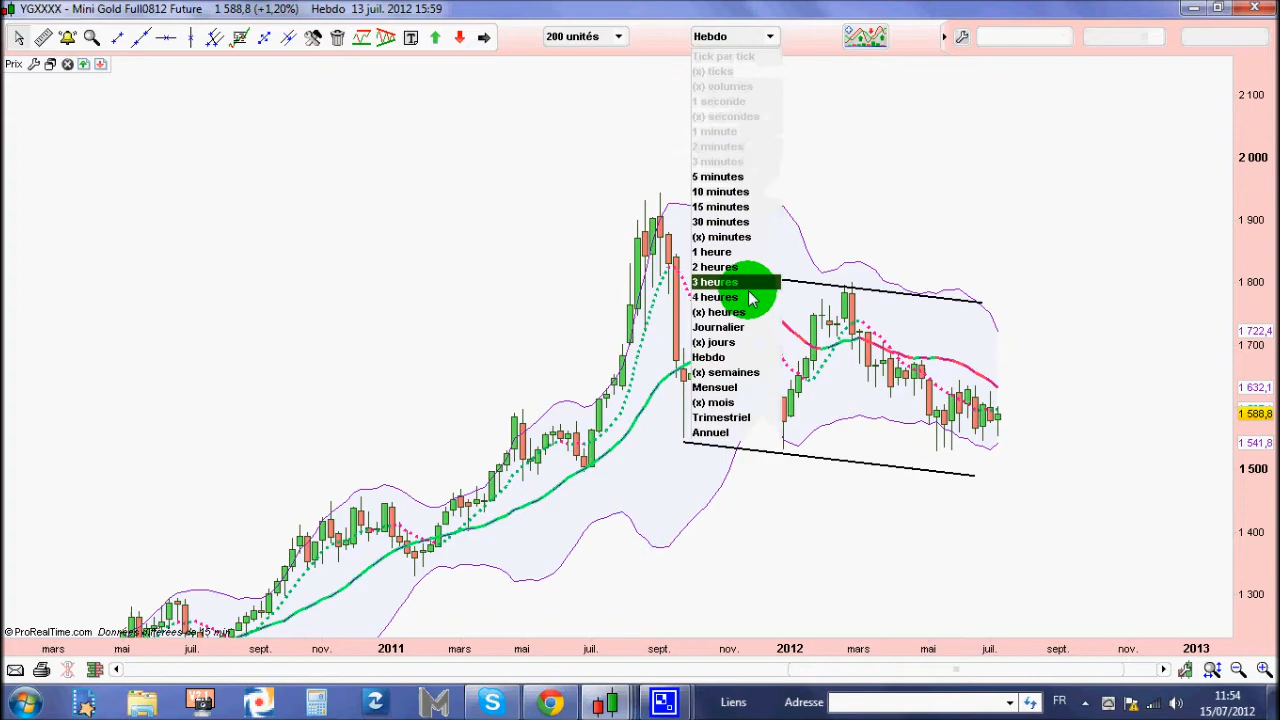 YGXXXX - Mini Gold Full0812 Future 1 588,8 (+1,20%) Hebdo 13 juil. 2012 15:59
200 unités
Hebdo
Prix
Tick par tick
(x) ticks
(x) volumes
1 seconde
(x) secondes
1 minute
2 minutes
3 minutes
5 minutes
10 minutes
15 minutes
30 minutes
(x) minutes
1 heure
2 heures
3 heures
4 heures
(x) heures
Journalier
(x) jours
Hebdo
(x) semaines
Mensuel
(x) mois
Trimestriel
Annuel
2 100
2 000
1 900
1 800
1 722,4
1 700
1 632,1
1 588,8
1 541,8
1 500
1 400
1 300
© ProRealTime.com Données différées de 15 min
mars mai juil. sept. nov. 2011 mars mai juil. sept. nov. 2012 mars mai juil. sept. nov. 2013
Liens Adresse FR 11:54
15/07/2012